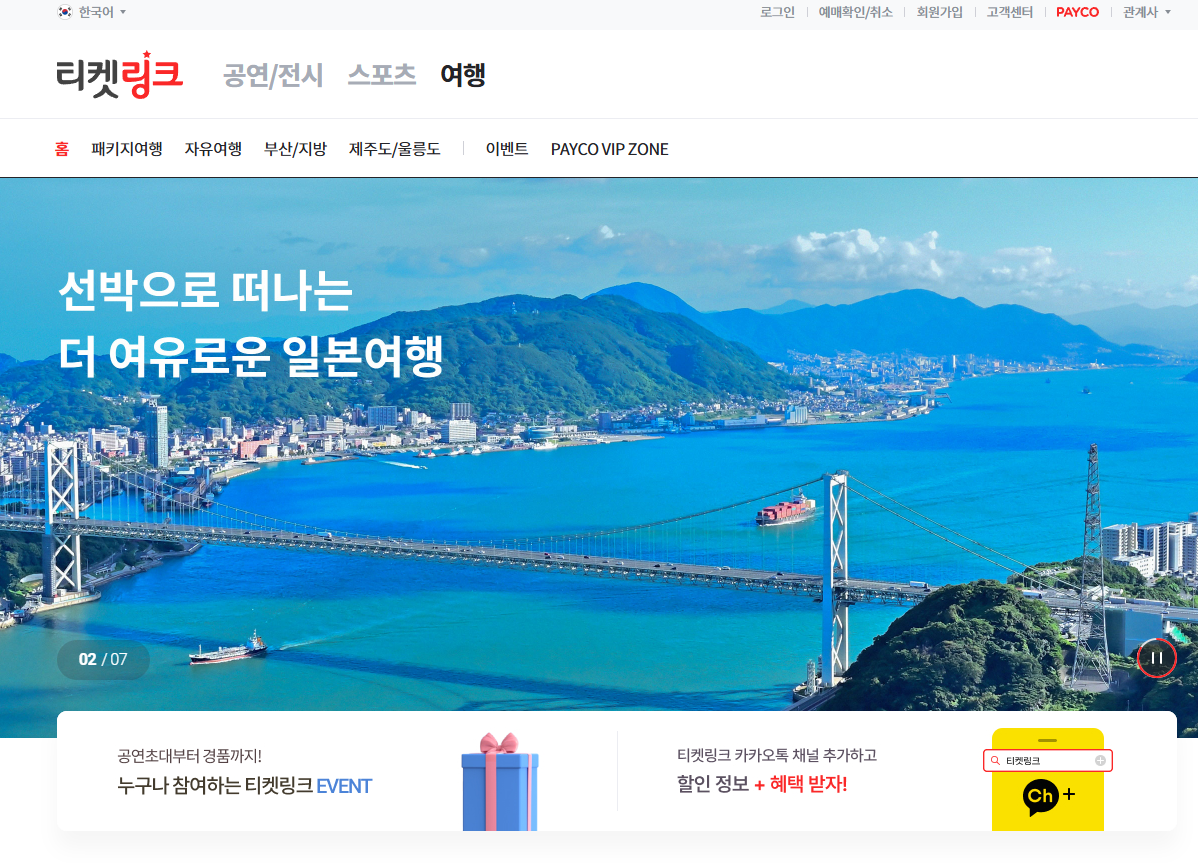 한국어
로그인
예매확인/취소
회원가입
고객센터
PAYCO
관계사
티켓링크
공연/전시
스포츠
여행
홈
패키지여행
자유여행
부산/지방
제주도/울릉도
이벤트
PAYCO VIP ZONE
선박으로 떠나는
더 여유로운 일본여행
02 / 07
공연초대부터 경품까지!
누구나 참여하는 티켓링크 EVENT
티켓링크 카카오톡 채널 추가하고
할인 정보 + 혜택 받자!
티켓링크
Ch+